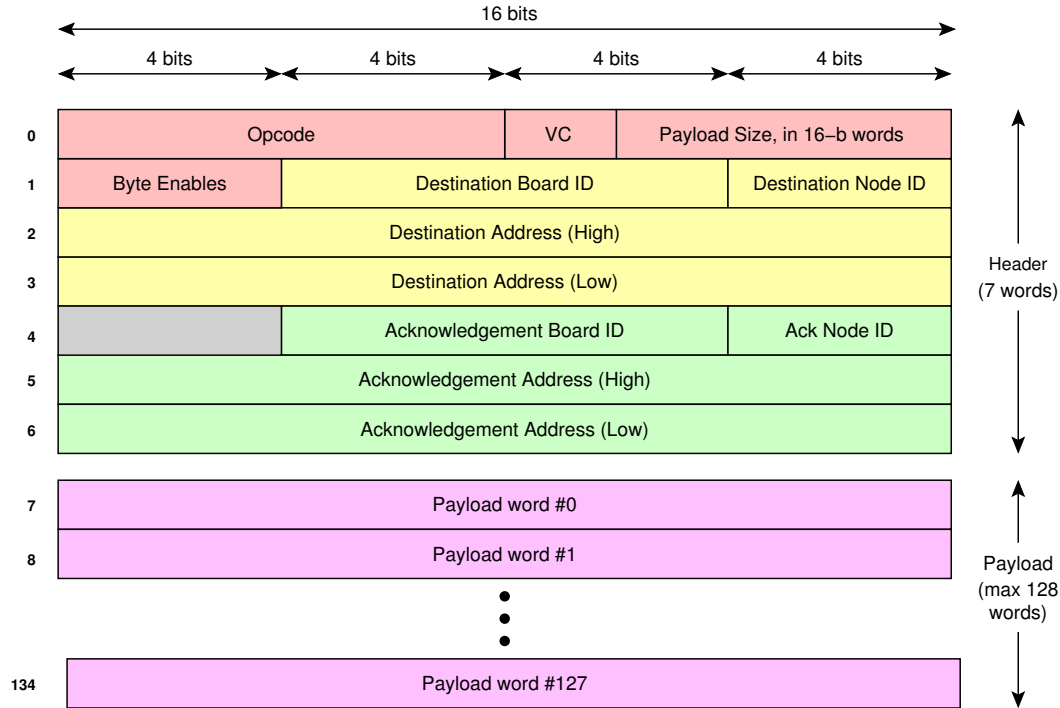 16 bits
4 bits 4 bits 4 bits 4 bits
0 Opcode VC Payload Size, in 16−b words
1 Byte Enables Destination Board ID Destination Node ID
2 Destination Address (High)
3 Destination Address (Low)
Header
(7 words)
4 Acknowledgement Board ID Ack Node ID
5 Acknowledgement Address (High)
6 Acknowledgement Address (Low)
7 Payload word #0
8 Payload word #1
Payload
(max 128
words)
134 Payload word #127